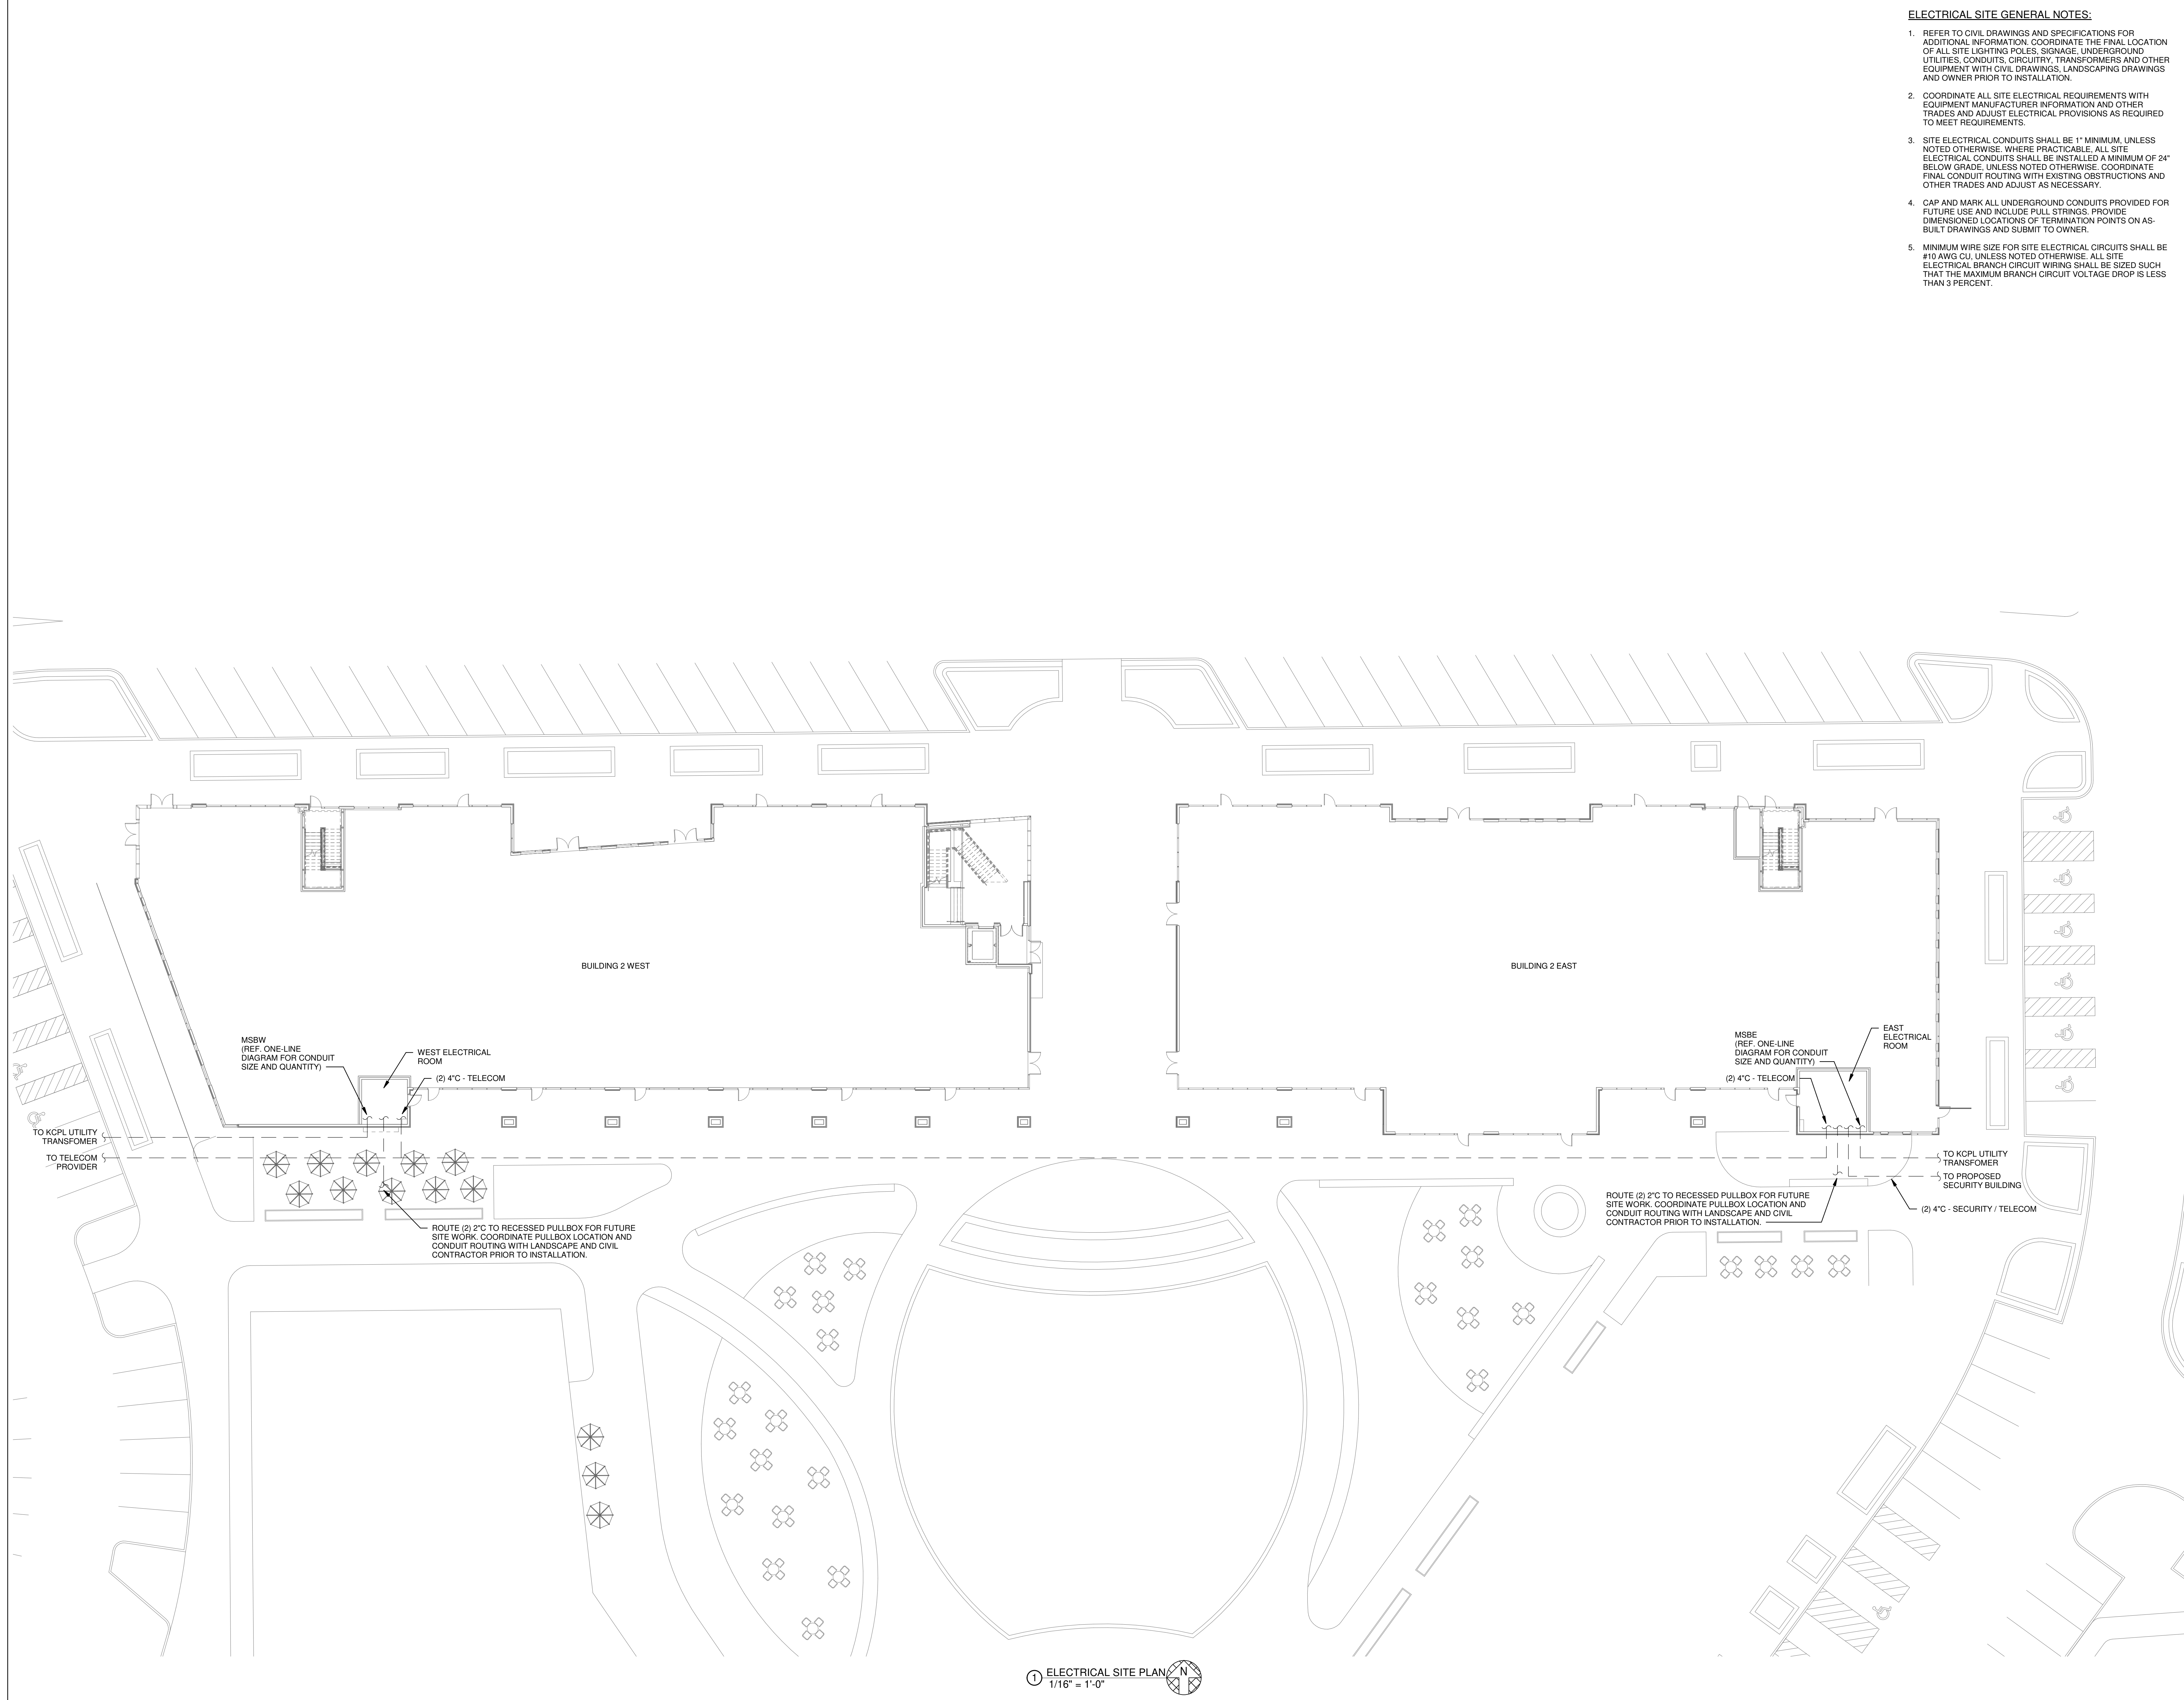 ELECTRICAL SITE GENERAL NOTES:
1. REFER TO CIVIL DRAWINGS AND SPECIFICATIONS FOR
ADDITIONAL INFORMATION. COORDINATE THE FINAL LOCATION
OF ALL SITE LIGHTING POLES, SIGNAGE, UNDERGROUND
UTILITIES, CONDUITS, CIRCUITRY, TRANSFORMERS AND OTHER
EQUIPMENT WITH CIVIL DRAWINGS, LANDSCAPING DRAWINGS
AND OWNER PRIOR TO INSTALLATION.
2. COORDINATE ALL SITE ELECTRICAL REQUIREMENTS WITH
EQUIPMENT MANUFACTURER INFORMATION AND OTHER
TRADES AND ADJUST ELECTRICAL PROVISIONS AS REQUIRED
TO MEET REQUIREMENTS.
3. SITE ELECTRICAL CONDUITS SHALL BE 1" MINIMUM, UNLESS
NOTED OTHERWISE. WHERE PRACTICABLE, ALL SITE
ELECTRICAL CONDUITS SHALL BE INSTALLED A MINIMUM OF 24"
BELOW GRADE, UNLESS NOTED OTHERWISE. COORDINATE
FINAL CONDUIT ROUTING WITH EXISTING OBSTRUCTIONS AND
OTHER TRADES AND ADJUST AS NECESSARY.
4. CAP AND MARK ALL UNDERGROUND CONDUITS PROVIDED FOR
FUTURE USE AND INCLUDE PULL STRINGS. PROVIDE
DIMENSIONED LOCATIONS OF TERMINATION POINTS ON AS-
BUILT DRAWINGS AND SUBMIT TO OWNER.
5. MINIMUM WIRE SIZE FOR SITE ELECTRICAL CIRCUITS SHALL BE
#10 AWG CU, UNLESS NOTED OTHERWISE. ALL SITE
ELECTRICAL BRANCH CIRCUIT WIRING SHALL BE SIZED SUCH
THAT THE MAXIMUM BRANCH CIRCUIT VOLTAGE DROP IS LESS
THAN 3 PERCENT.
BUILDING 2 WEST
BUILDING 2 EAST
MSBW
(REF. ONE-LINE
DIAGRAM FOR CONDUIT
SIZE AND QUANTITY)
WEST ELECTRICAL
ROOM
(2) 4"C - TELECOM
TO KCPL UTILITY
TRANSFOMER
TO TELECOM
PROVIDER
ROUTE (2) 2"C TO RECESSED PULLBOX FOR FUTURE
SITE WORK. COORDINATE PULLBOX LOCATION AND
CONDUIT ROUTING WITH LANDSCAPE AND CIVIL
CONTRACTOR PRIOR TO INSTALLATION.
MSBE
(REF. ONE-LINE
DIAGRAM FOR CONDUIT
SIZE AND QUANTITY)
EAST
ELECTRICAL
ROOM
(2) 4"C - TELECOM
TO KCPL UTILITY
TRANSFOMER
TO PROPOSED
SECURITY BUILDING
(2) 4"C - SECURITY / TELECOM
ROUTE (2) 2"C TO RECESSED PULLBOX FOR FUTURE
SITE WORK. COORDINATE PULLBOX LOCATION AND
CONDUIT ROUTING WITH LANDSCAPE AND CIVIL
CONTRACTOR PRIOR TO INSTALLATION.
1 ELECTRICAL SITE PLAN N
1/16" = 1'-0"